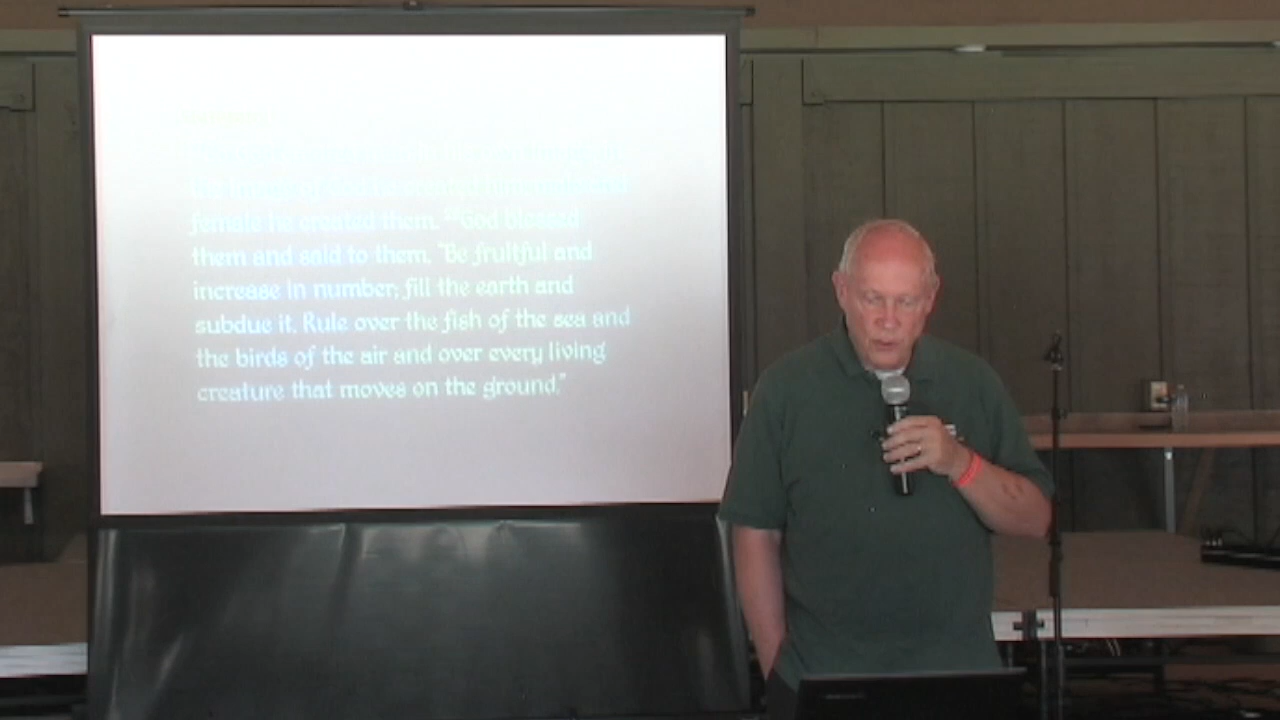 female he created them. ²⁸God blessed
them and said to them, "Be fruitful and
increase in number; fill the earth and
subdue it. Rule over the fish of the sea and
the birds of the air and over every living
creature that moves on the ground."